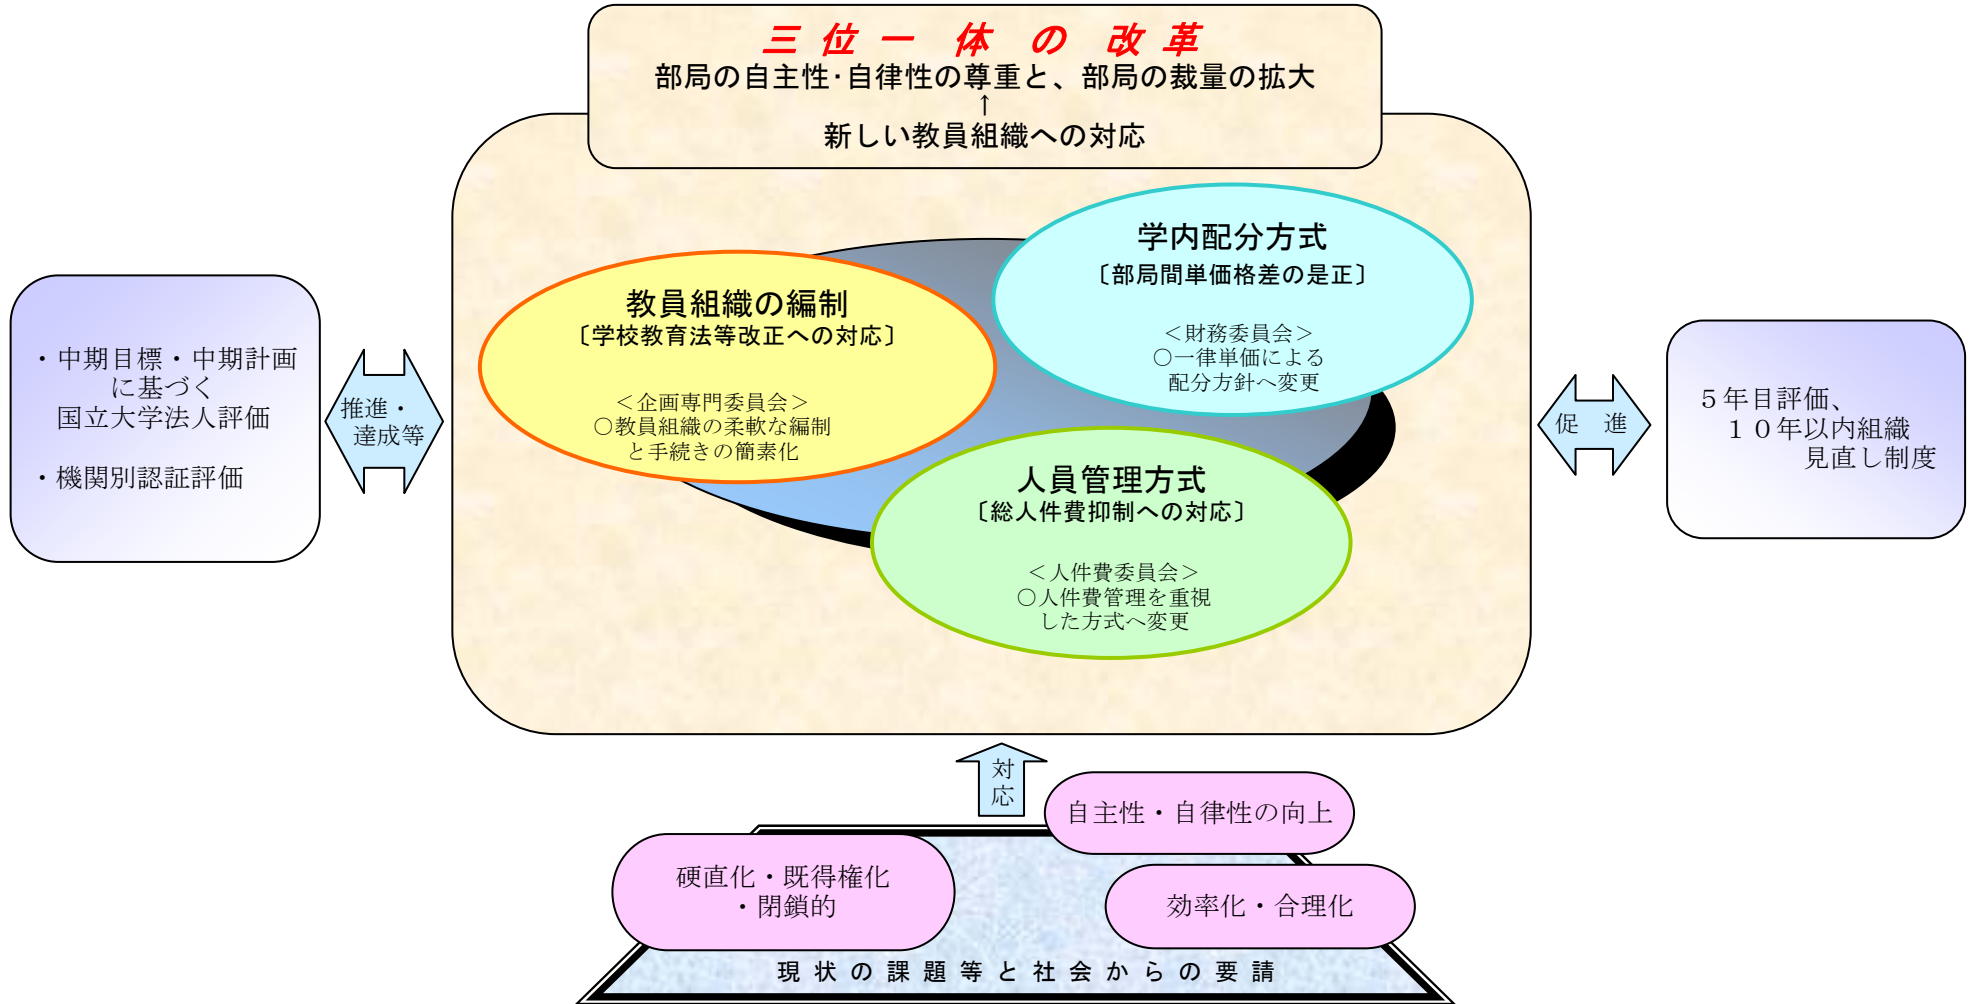 三位一体の改革
部局の自主性･自律性の尊重と、部局の裁量の拡大
↑
新しい教員組織への対応
学内配分方式
〔部局間単価格差の是正〕
＜財務委員会＞
○一律単価による
配分方針へ変更
教員組織の編制
〔学校教育法等改正への対応〕
＜企画専門委員会＞
○教員組織の柔軟な編制
と手続きの簡素化
人員管理方式
〔総人件費抑制への対応〕
＜人件費委員会＞
○人件費管理を重視
した方式へ変更
・中期目標・中期計画
に基づく
国立大学法人評価
・機関別認証評価
推進・
達成等
促　進
５年目評価、
１０年以内組織
見直し制度
対
応
自主性・自律性の向上
硬直化・既得権化
・閉鎖的
効率化・合理化
現状の課題等と社会からの要請